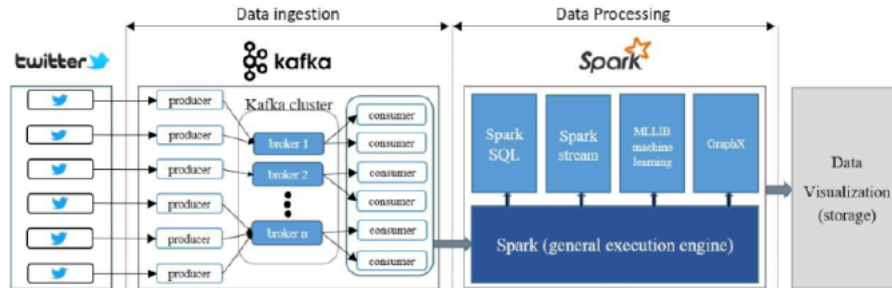 Data ingestion
Data Processing
twitter
kafka
Spark
Kafka cluster
producer
producer
producer
producer
producer
producer
broker 1
broker 2
broker n
consumer
consumer
consumer
consumer
consumer
consumer
Spark
SQL
Spark
stream
MLLIB
machine
learning
GraphX
Spark (general execution engine)
Data
Visualization
(storage)